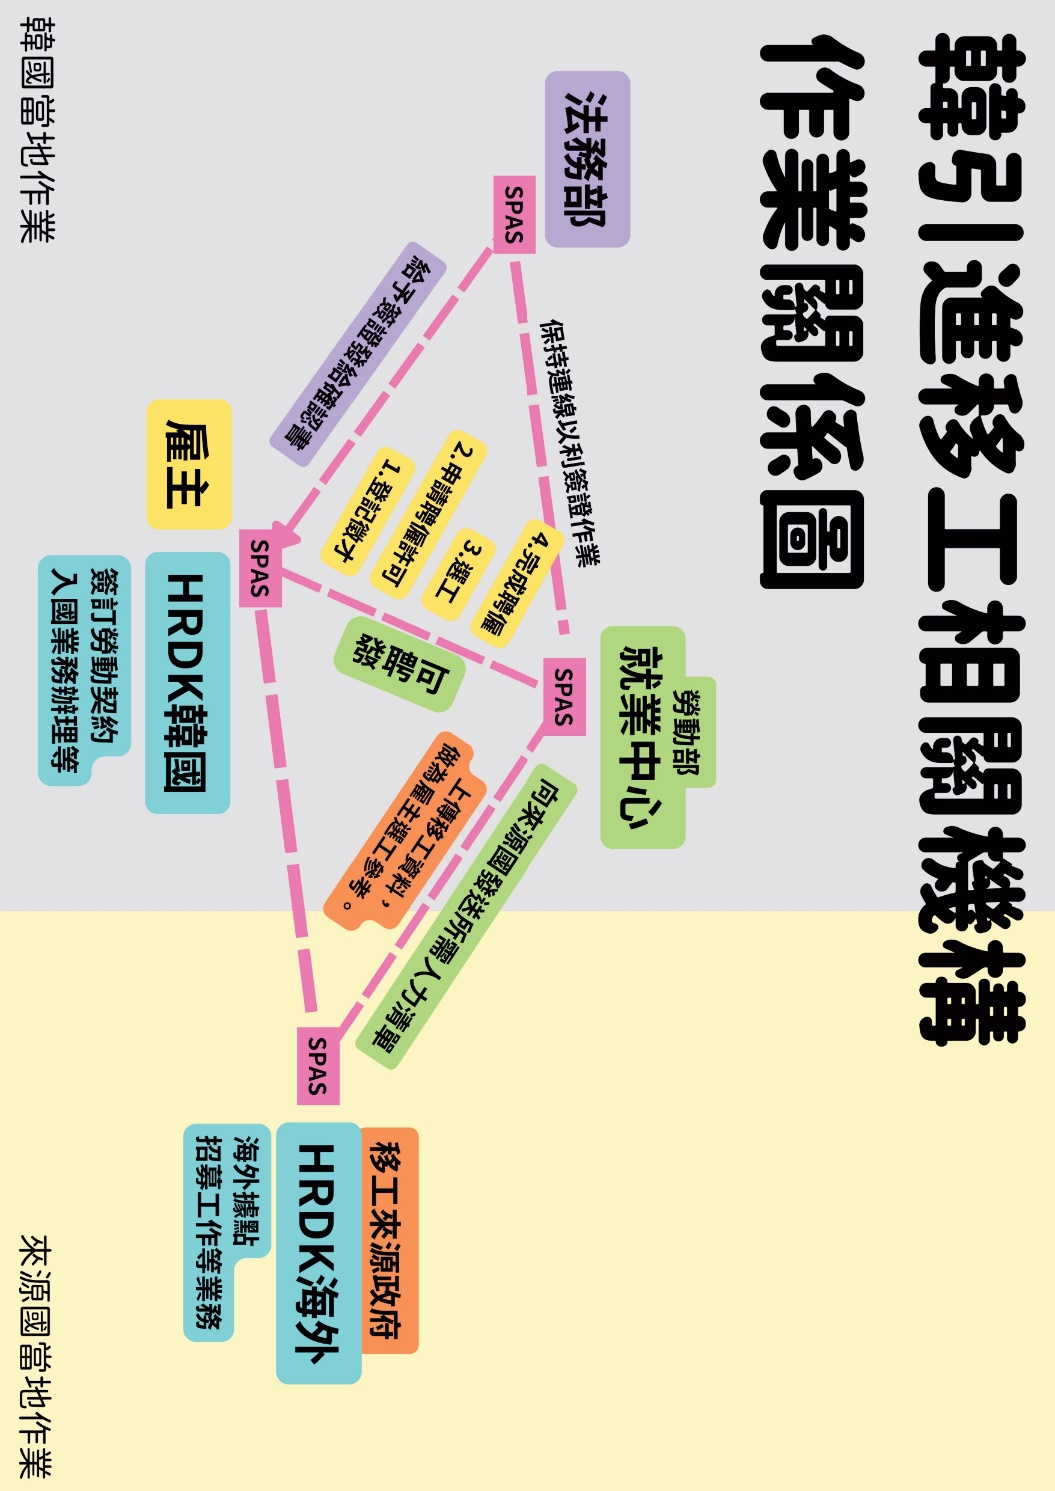 韓引進移工相關機構
作業關係圖
勞動部
就業中心
法務部
SPAS
保持連線以利簽證作業
SPAS
給予簽證發給確認書
4.完成聘僱
3.選工
2.申請聘僱許可
1.登記徵才
發聘可
向來源國發送所需人力清單
上傳移工資料，
做為雇主選工參考。
雇主
SPAS
HRDK韓國
簽訂勞動契約
入國業務辦理等
SPAS
移工來源政府
HRDK海外
海外據點
招募工作等業務
韓國當地作業
來源國當地作業